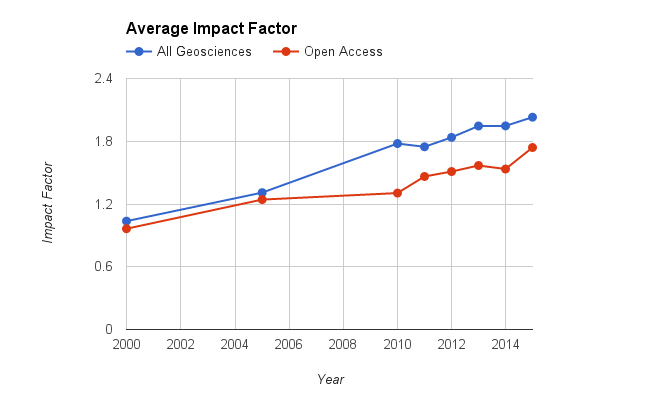 Average Impact Factor
All Geosciences Open Access
2.4
1.8
1.2
0.6
0
Impact Factor
2000 2002 2004 2006 2008 2010 2012 2014
Year